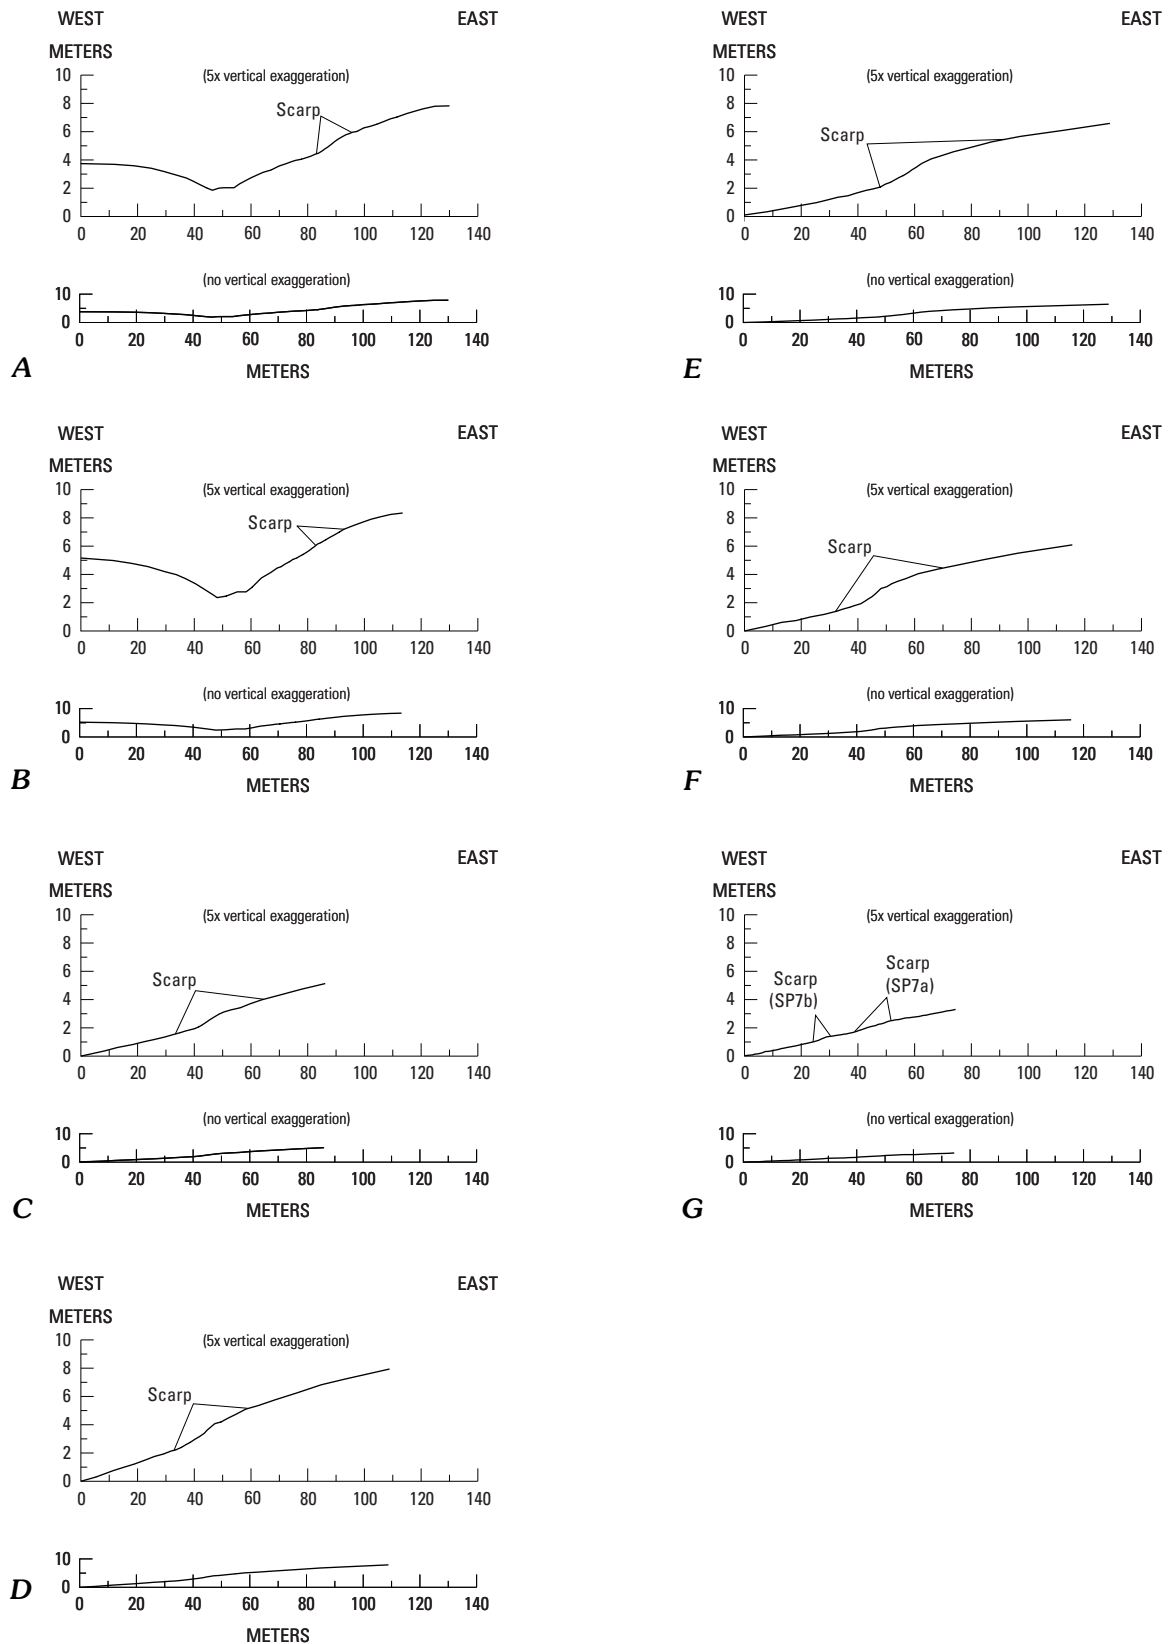 WEST EAST
METERS
(5x vertical exaggeration)
10
8
6
4
2
0
Scarp
0 20 40 60 80 100 120 140
(no vertical exaggeration)
10
0
0 20 40 60 80 100 120 140
METERS
A
WEST EAST
METERS
(5x vertical exaggeration)
10
8
6
4
2
0
Scarp
0 20 40 60 80 100 120 140
(no vertical exaggeration)
10
0
0 20 40 60 80 100 120 140
METERS
B
WEST EAST
METERS
(5x vertical exaggeration)
10
8
6
4
2
0
Scarp
0 20 40 60 80 100 120 140
(no vertical exaggeration)
10
0
0 20 40 60 80 100 120 140
METERS
C
WEST EAST
METERS
(5x vertical exaggeration)
10
8
6
4
2
0
Scarp
0 20 40 60 80 100 120 140
10
0
0 20 40 60 80 100 120 140
METERS
D
WEST EAST
METERS
(5x vertical exaggeration)
10
8
6
4
2
0
Scarp
0 20 40 60 80 100 120 140
(no vertical exaggeration)
10
0
0 20 40 60 80 100 120 140
METERS
E
WEST EAST
METERS
(5x vertical exaggeration)
10
8
6
4
2
0
Scarp
0 20 40 60 80 100 120 140
(no vertical exaggeration)
10
0
0 20 40 60 80 100 120 140
METERS
F
WEST EAST
METERS
(5x vertical exaggeration)
10
8
6
4
2
0
Scarp
(SP7b)
Scarp
(SP7a)
0 20 40 60 80 100 120 140
(no vertical exaggeration)
10
0
0 20 40 60 80 100 120 140
METERS
G